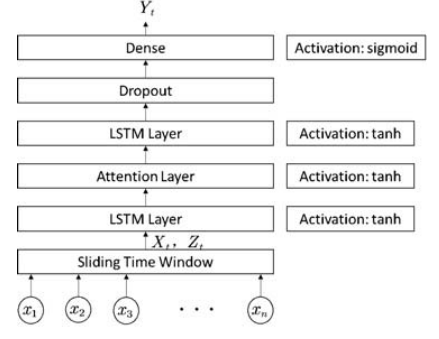 Y_t
Dense Activation: sigmoid
Dropout
LSTM Layer Activation: tanh
Attention Layer Activation: tanh
LSTM Layer Activation: tanh
X_t, Z_t
Sliding Time Window
x_1 x_2 x_3 · · · x_n